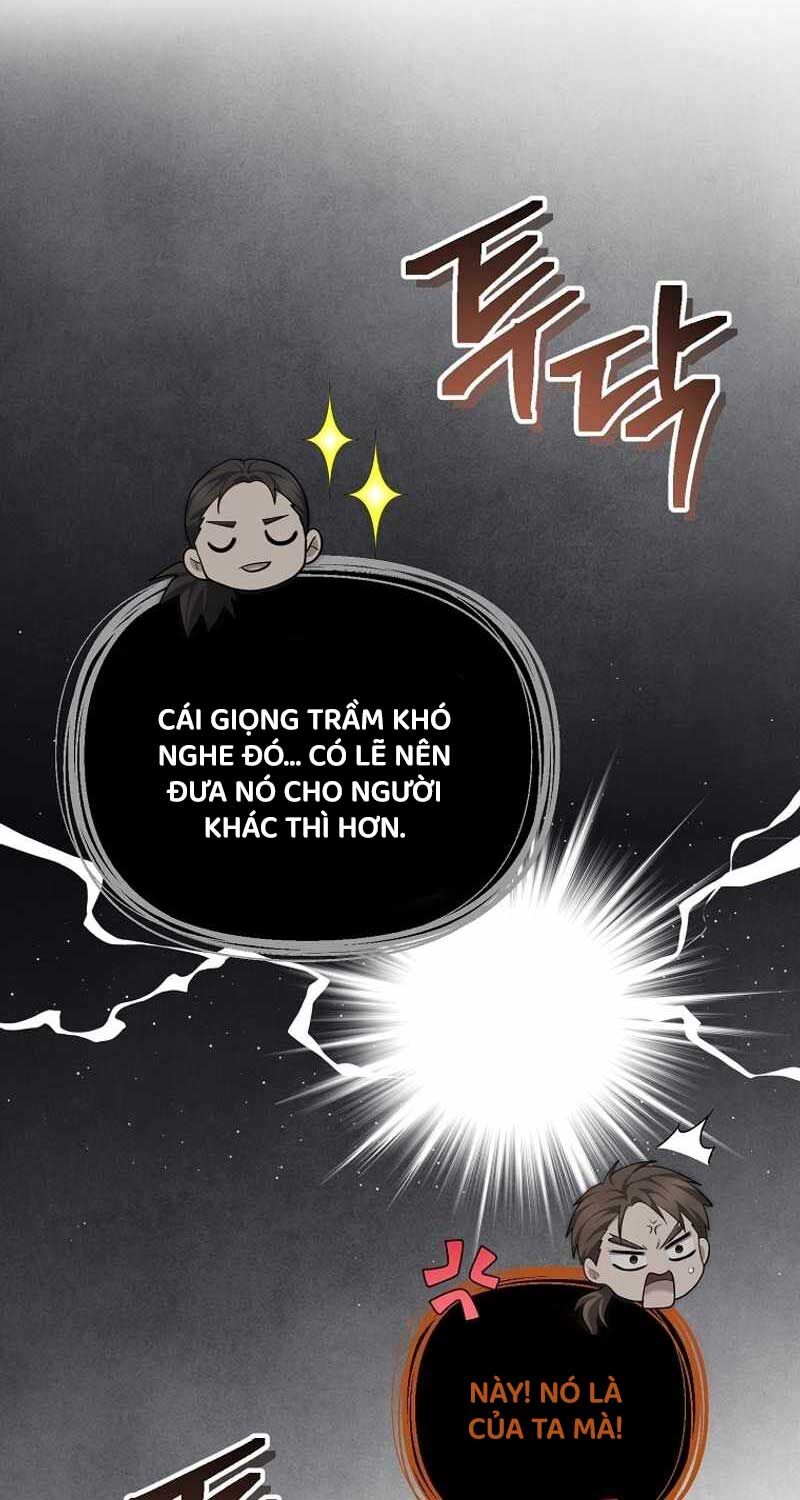 투닥
CÁI GIỌNG TRẦM KHÓ
NGHE ĐÓ... CÓ LẼ NÊN
ĐƯA NÓ CHO NGƯỜI
KHÁC THÌ HƠN.
NÀY! NÓ LÀ
CỦA TA MÀ!